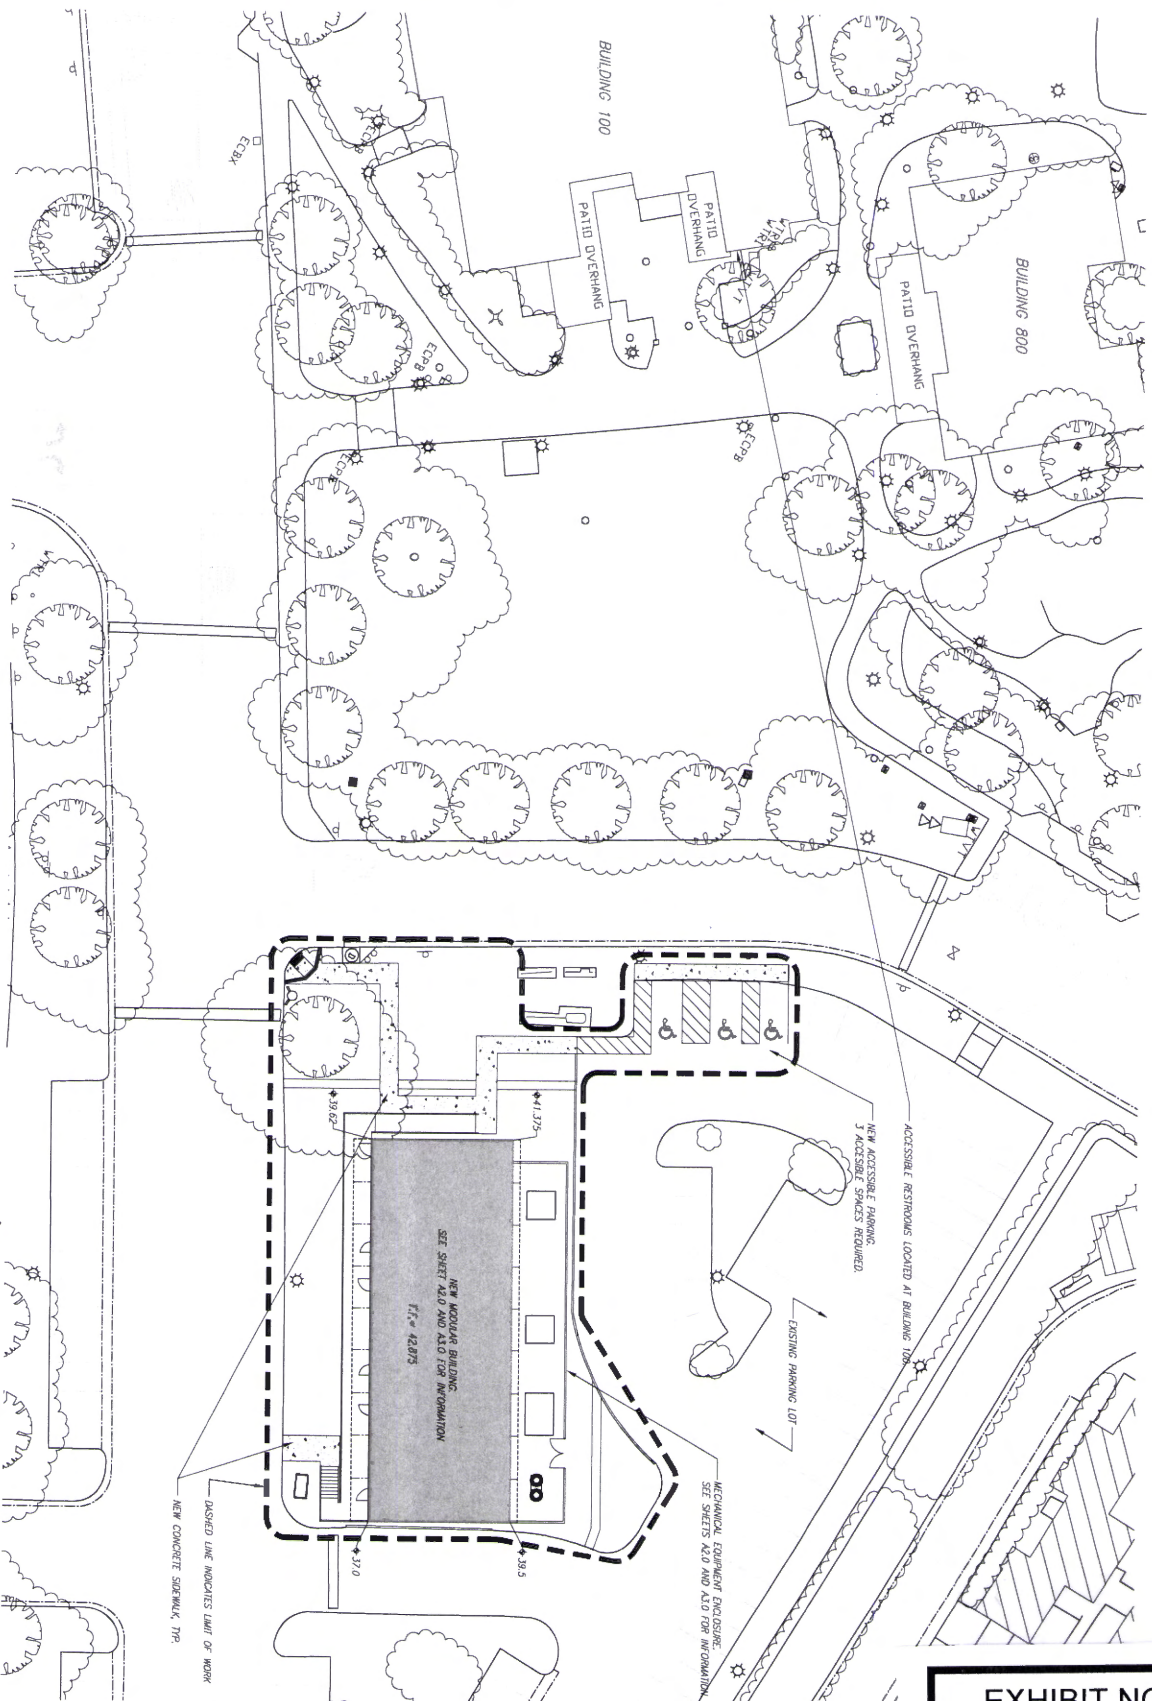 BUILDING 100
BUILDING 800
PATIO OVERHANG
PATIO
OVERHANG
PATIO OVERHANG
ECBX
ECPB
ECPB
ECPB
WTR
NEW ACCESSIBLE PARKING.
3 ACCESIBLE SPACES REQUIRED.
ACCESSIBLE RESTROOMS LOCATED AT BUILDING 100
EXISTING PARKING LOT
39.62
41.375
NEW MODULAR BUILDING.
SEE SHEET A2.0 AND A3.0 FOR INFORMATION
F.F.= 42.875
37.0
39.5
MECHANICAL EQUIPMENT ENCLOSURE.
SEE SHEETS A2.0 AND A3.0 FOR INFORMATION
DASHED LINE INDICATES LIMIT OF WORK
NEW CONCRETE SIDEWALK, TYP.
EXHIBIT NO